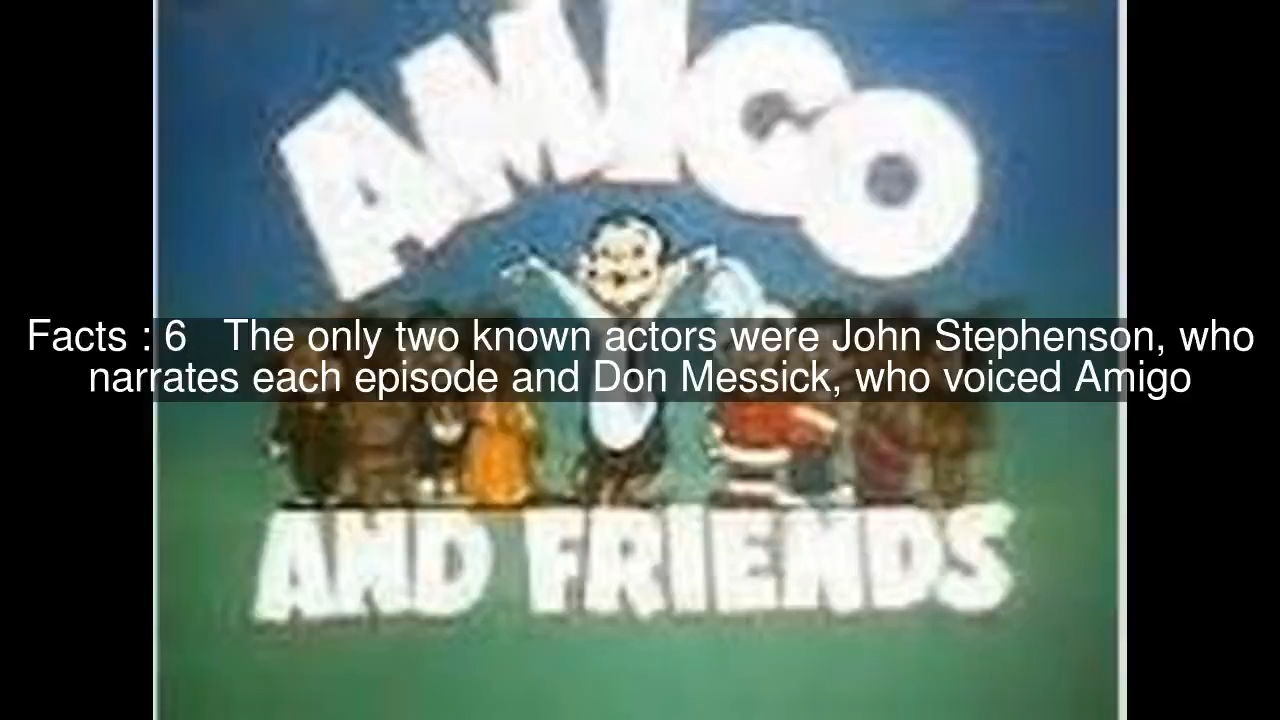 AMIGO
Facts : 6   The only two known actors were John Stephenson, who
narrates each episode and Don Messick, who voiced Amigo
AND FRIENDS